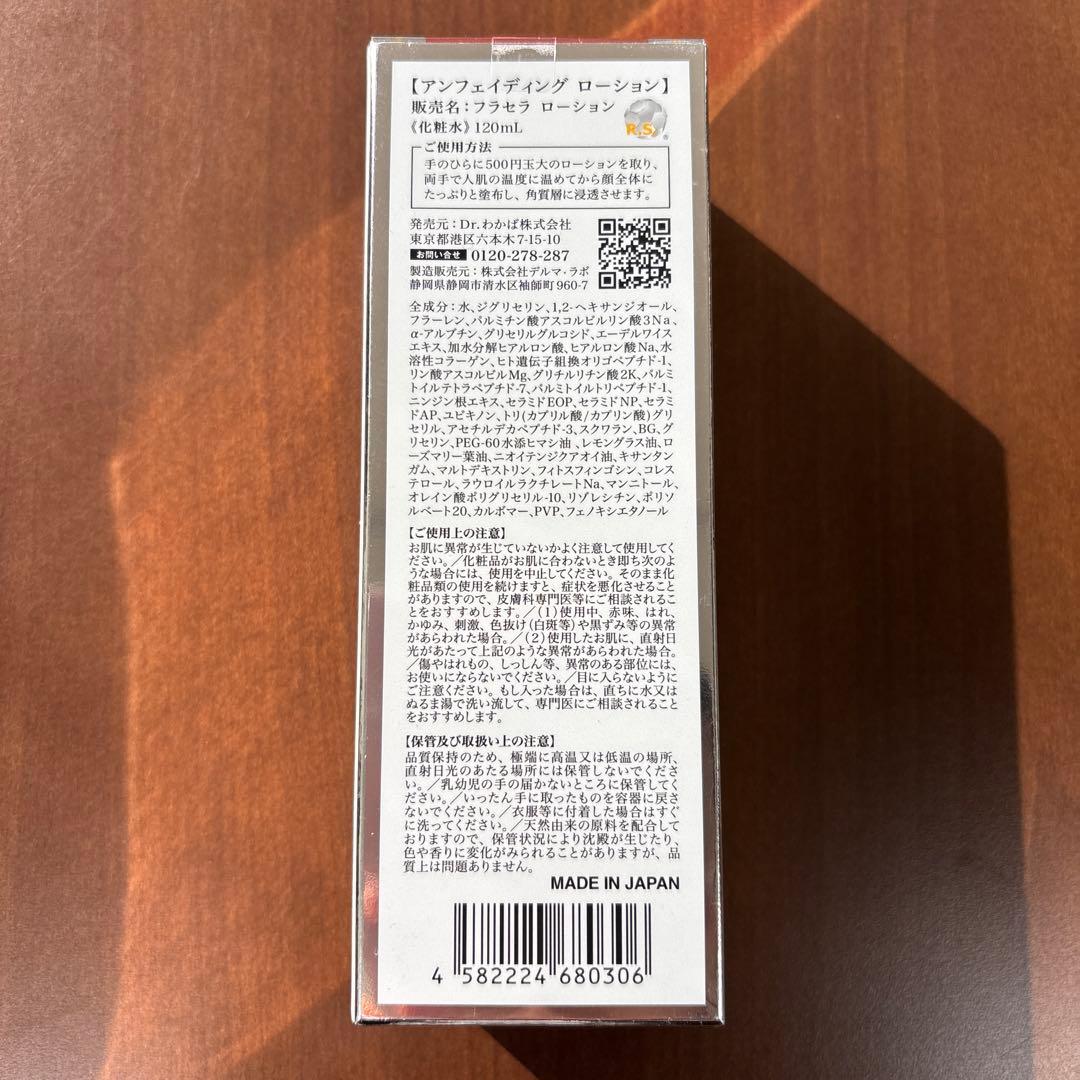 【アンフェイディング ローション】
販売名：フラセラ ローション
《化粧水》120mL
R.S.
®
ご使用方法
手のひらに500円玉大のローションを取り、
両手で人肌の温度に温めてから顔全体に
たっぷりと塗布し、角質層に浸透させます。
発売元：Dr.わかば株式会社
東京都港区六本木7-15-10
お問い合せ 0120-278-287
製造販売元：株式会社デルマ・ラボ
静岡県静岡市清水区袖師町960-7
全成分：水、ジグリセリン、1,2-ヘキサンジオール、
フラーレン、パルミチン酸アスコルビルリン酸3Na、
α-アルブチン、グリセリルグルコシド、エーデルワイス
エキス、加水分解ヒアルロン酸、ヒアルロン酸Na、水
溶性コラーゲン、ヒト遺伝子組換オリゴペプチド-1、
リン酸アスコルビルMg、グリチルリチン酸2K、パルミ
トイルテトラペプチド-7、パルミトイルトリペプチド-1、
ニンジン根エキス、セラミドEOP、セラミドNP、セラミ
ドAP、ユビキノン、トリ(カプリル酸/カプリン酸)グリ
セリル、アセチルデカペプチド-3、スクワラン、BG、グ
リセリン、PEG-60水添ヒマシ油、レモングラス油、ロ
ーズマリー葉油、ニオイテンジクアオイ油、キサンタン
ガム、マルトデキストリン、フィトスフィンゴシン、コレス
テロール、ラウロイルラクチレートNa、マンニトール、
オレイン酸ポリグリセリル-10、リゾレシチン、ポリソ
ルベート20、カルボマー、PVP、フェノキシエタノール
【ご使用上の注意】
お肌に異常が生じていないかよく注意して使用してく
ださい。／化粧品がお肌に合わないとき即ち次のよ
うな場合には、使用を中止してください。そのまま化
粧品類の使用を続けますと、症状を悪化させること
がありますので、皮膚科専門医等にご相談されるこ
とをおすすめします。／(1)使用中、赤味、はれ、
かゆみ、刺激、色抜け(白斑等)や黒ずみ等の異常
があらわれた場合。／(2)使用したお肌に、直射日
光があたって上記のような異常があらわれた場合。
／傷やはれもの、しっしん等、異常のある部位には、
お使いにならないでください。／目に入らないように
ご注意ください。もし入った場合は、直ちに水又は
ぬるま湯で洗い流して、専門医にご相談されること
をおすすめします。
【保管及び取扱い上の注意】
品質保持のため、極端に高温又は低温の場所、
直射日光のあたる場所には保管しないでくださ
い。／乳幼児の手の届かないところに保管してく
ださい。／いったん手に取ったものを容器に戻さ
ないでください。／衣服等に付着した場合はすぐ
に洗ってください。／天然由来の原料を配合して
おりますので、保管状況により沈殿が生じたり、
色や香りに変化がみられることがありますが、品
質上は問題ありません。
MADE IN JAPAN
4 582224 680306